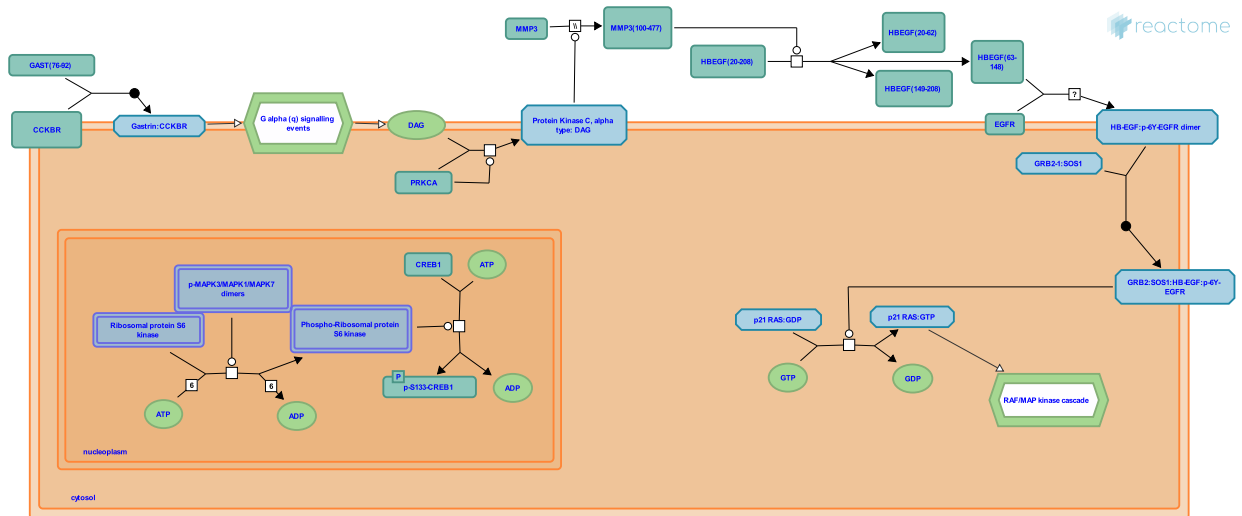 reactome
MMP3
\\
MMP3(100-477)
HBEGF(20-62)
HBEGF(20-208)
HBEGF(63-
148)
HBEGF(149-208)
GAST(76-92)
CCKBR
Gastrin:CCKBR
G alpha (q) signalling
events
DAG
PRKCA
Protein Kinase C, alpha
type: DAG
?
EGFR
HB-EGF:p-6Y-EGFR dimer
GRB2-1:SOS1
GRB2:SOS1:HB-EGF:p-6Y-
EGFR
p21 RAS:GDP
p21 RAS:GTP
GTP
GDP
RAF/MAP kinase cascade
CREB1
ATP
p-MAPK3/MAPK1/MAPK7
dimers
Ribosomal protein S6
kinase
Phospho-Ribosomal protein
S6 kinase
6
6
ATP
ADP
P
p-S133-CREB1
ADP
nucleoplasm
cytosol